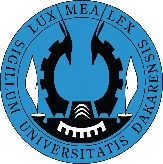 LUX MEA LEX
SIGILLUM UNIVERSITATIS DAKARENSIS